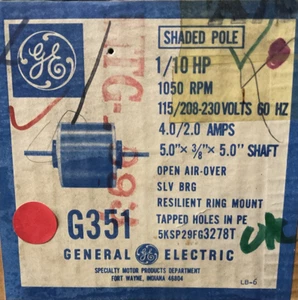 GE
SHADED POLE
1/10 HP
1050 RPM
115/208-230 VOLTS 60 HZ
4.0/2.0 AMPS
5.0"x 3/8"x 5.0" SHAFT
OPEN AIR-OVER
SLV BRG
RESILIENT RING MOUNT
TAPPED HOLES IN PE
5KSP29FG3278T
G351
GENERAL GE ELECTRIC
SPECIALTY MOTOR PRODUCTS DEPARTMENT
FORT WAYNE, INDIANA 46804
LB-6